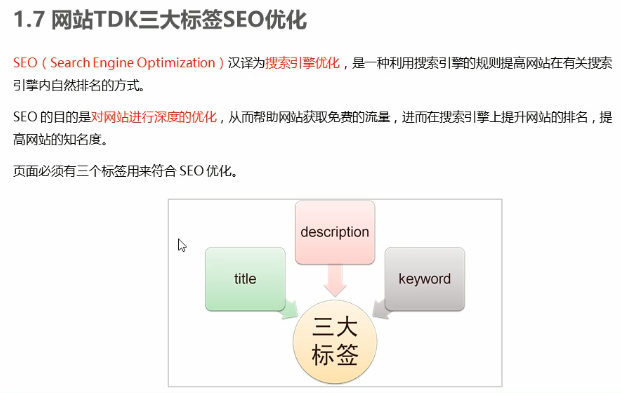 1.7 网站TDK三大标签SEO优化
SEO（Search Engine Optimization）汉译为搜索引擎优化，是一种利用搜索引擎的规则提高网站在有关搜索
引擎内自然排名的方式。
SEO 的目的是对网站进行深度的优化，从而帮助网站获取免费的流量，进而在搜索引擎上提升网站的排名，提
高网站的知名度。
页面必须有三个标签用来符合 SEO 优化。
description
title
keyword
三大
标签